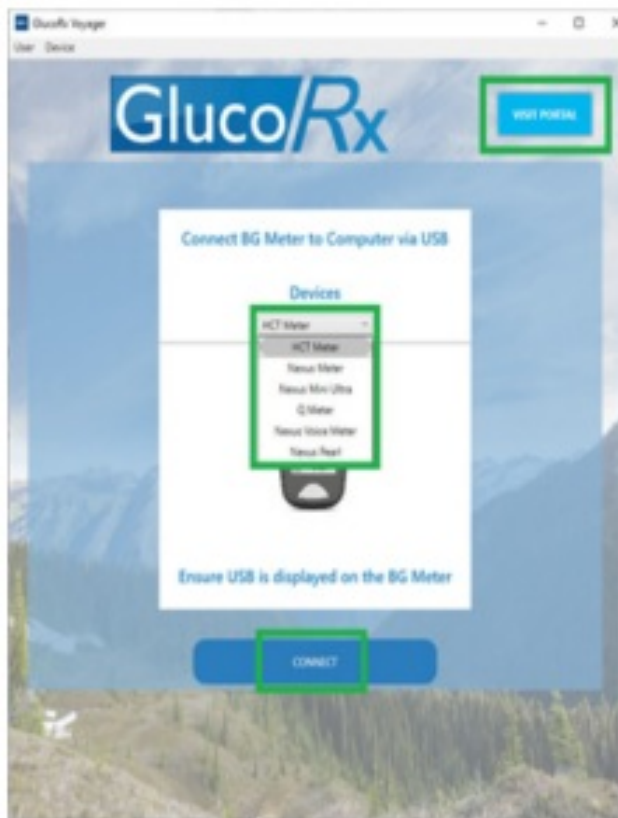 GlucoRx Voyager
User Device
GlucoRx
VISIT PORTAL
Connect BG Meter to Computer via USB
Devices
HCT Meter
HCT Meter
Nexus Meter
Nexus Mini Ultra
Q Meter
Nexus Voice Meter
Nexus Pearl
Ensure USB is displayed on the BG Meter
CONNECT